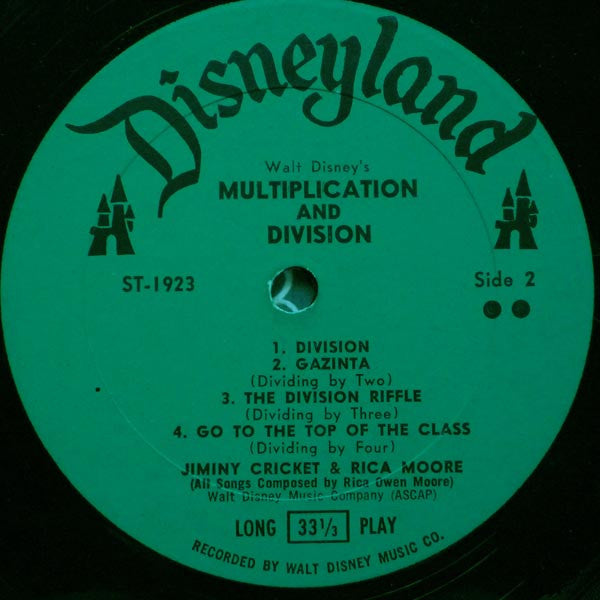 Disneyland
Walt Disney's
MULTIPLICATION
AND
DIVISION
ST-1923
Side 2
1. DIVISION
2. GAZINTA
(Dividing by Two)
3. THE DIVISION RIFFLE
(Dividing by Three)
4. GO TO THE TOP OF THE CLASS
(Dividing by Four)
JIMINY CRICKET & RICA MOORE
(All Songs Composed by Rica Owen Moore)
Walt Disney Music Company (ASCAP)
LONG 33⅓ PLAY
RECORDED BY WALT DISNEY MUSIC CO.